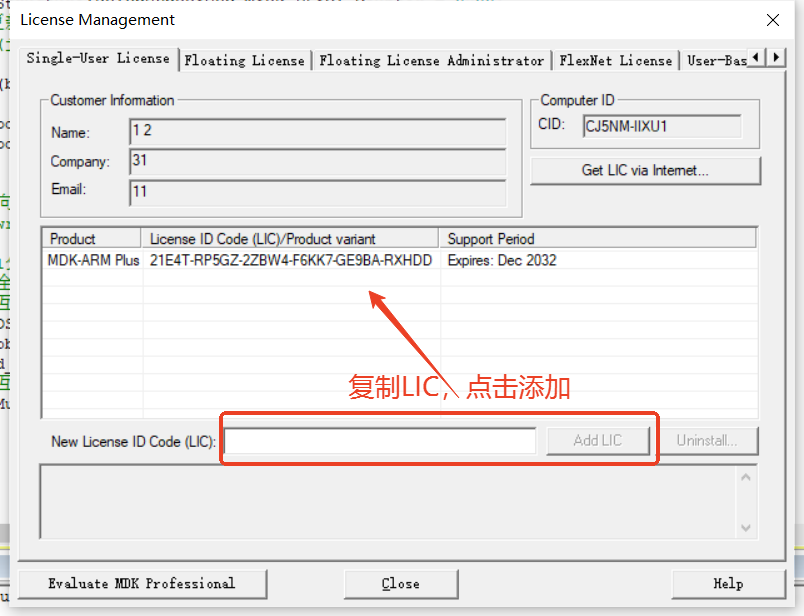 License Management
Single-User License
Floating License
Floating License Administrator
FlexNet License
User-Bas
Customer Information
Name:
1 2
Company:
31
Email:
11
Computer ID
CID:
CJ5NM-IIXU1
Get LIC via Internet...
Product
License ID Code (LIC)/Product variant
Support Period
MDK-ARM Plus
21E4T-RP5GZ-2ZBW4-F6KK7-GE9BA-RXHDD
Expires: Dec 2032
复制LIC，点击添加
New License ID Code (LIC):
Add LIC
Uninstall...
Evaluate MDK Professional
Close
Help